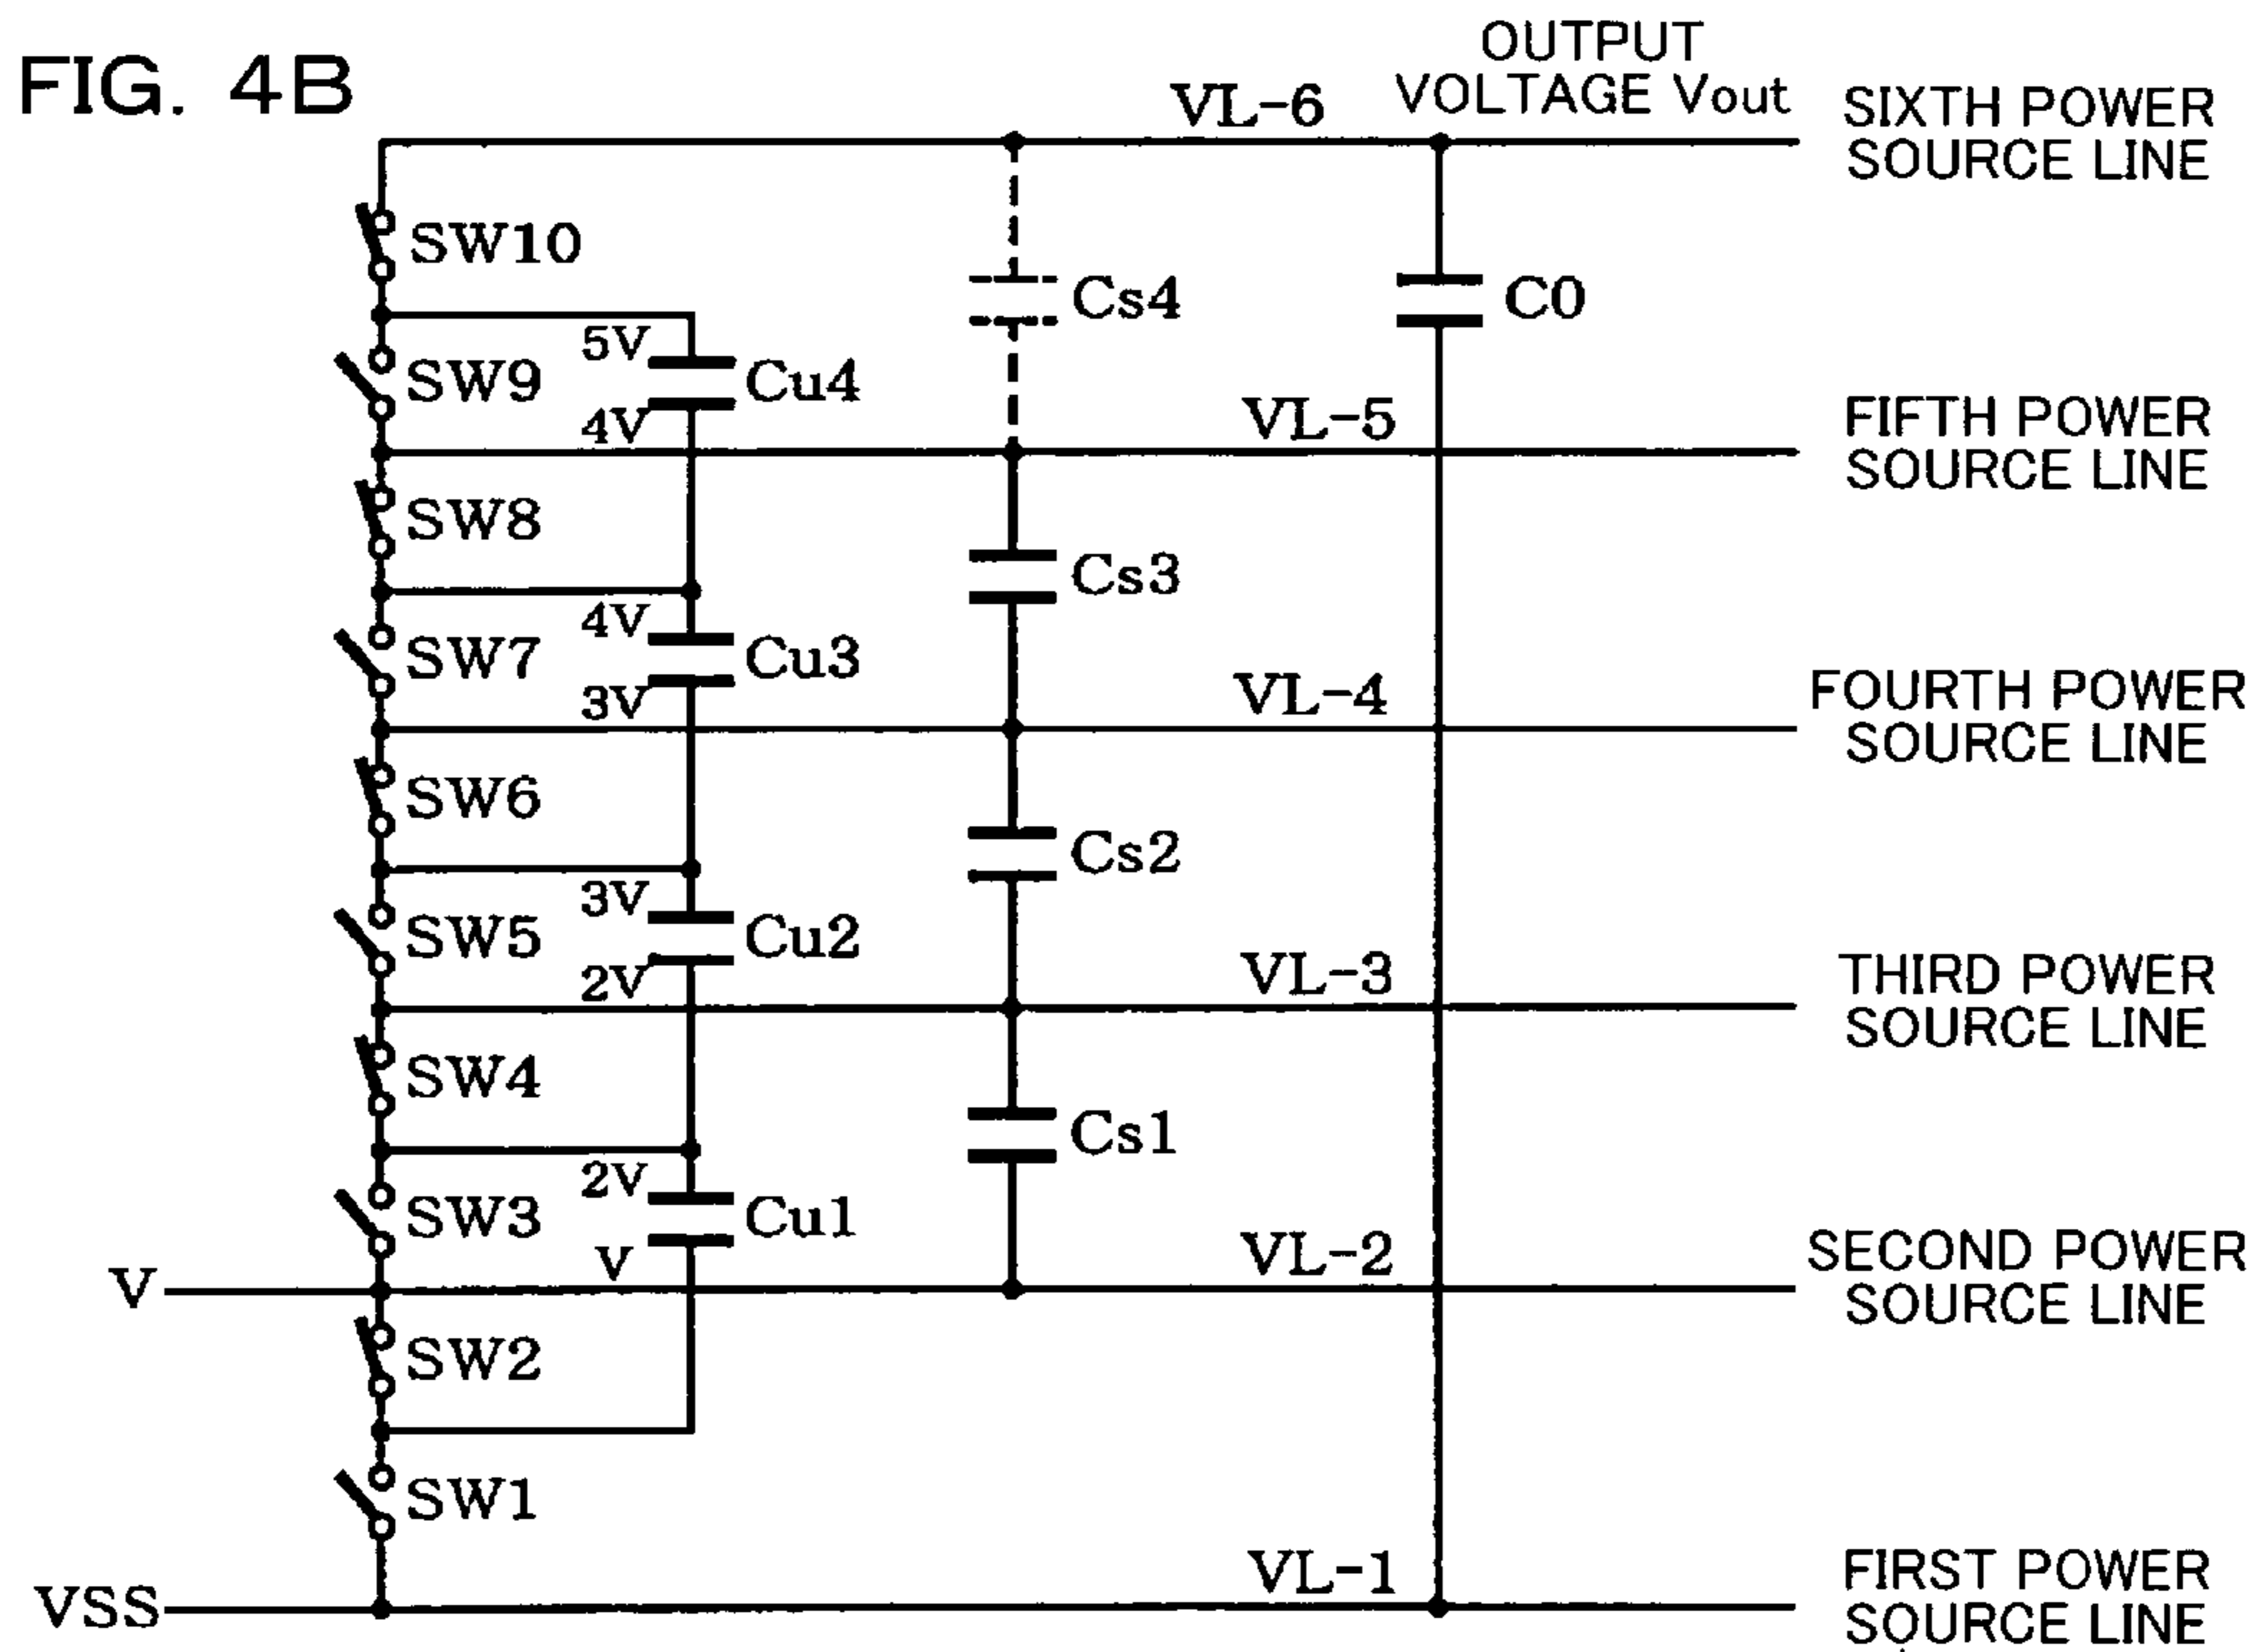 FIG. 4B
OUTPUT
VOLTAGE Vout
VL-6
SIXTH POWER
SOURCE LINE
SW10
Cs4
C0
5V
SW9
Cu4
4V
VL-5
FIFTH POWER
SOURCE LINE
SW8
Cs3
4V
SW7
Cu3
3V
VL-4
FOURTH POWER
SOURCE LINE
SW6
Cs2
3V
SW5
Cu2
2V
VL-3
THIRD POWER
SOURCE LINE
SW4
Cs1
2V
SW3
Cu1
V
V
VL-2
SECOND POWER
SOURCE LINE
SW2
SW1
VSS
VL-1
FIRST POWER
SOURCE LINE